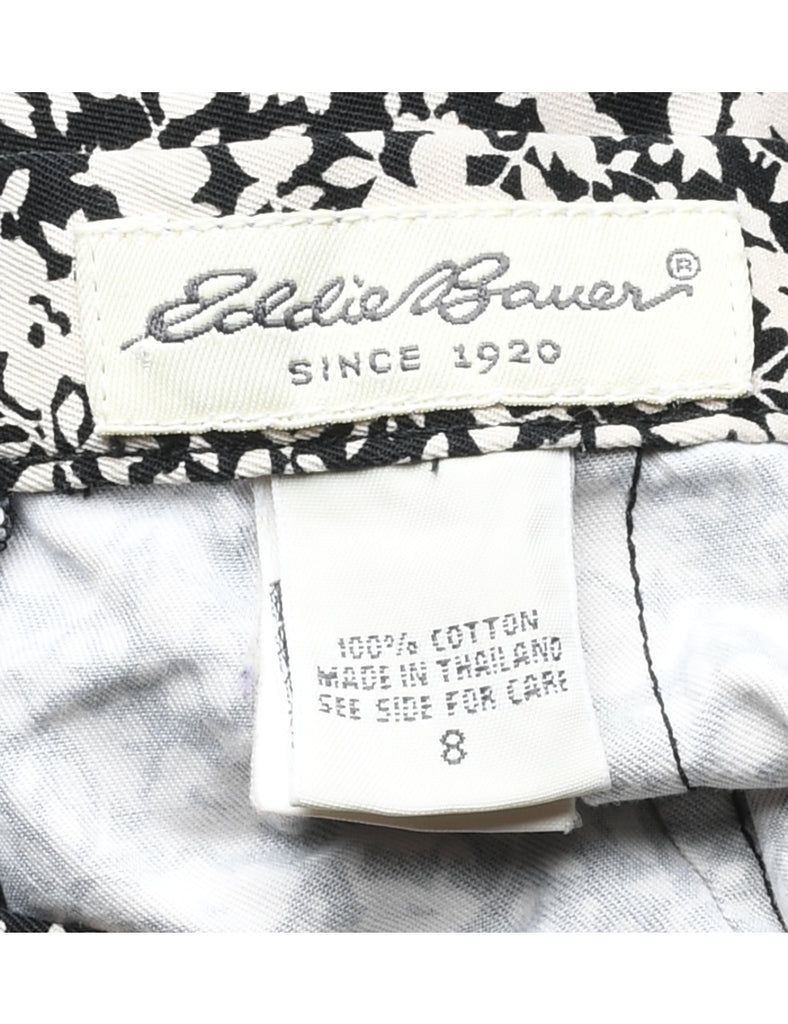 Eddie Bauer®
SINCE 1920
100% COTTON
MADE IN THAILAND
SEE SIDE FOR CARE
8